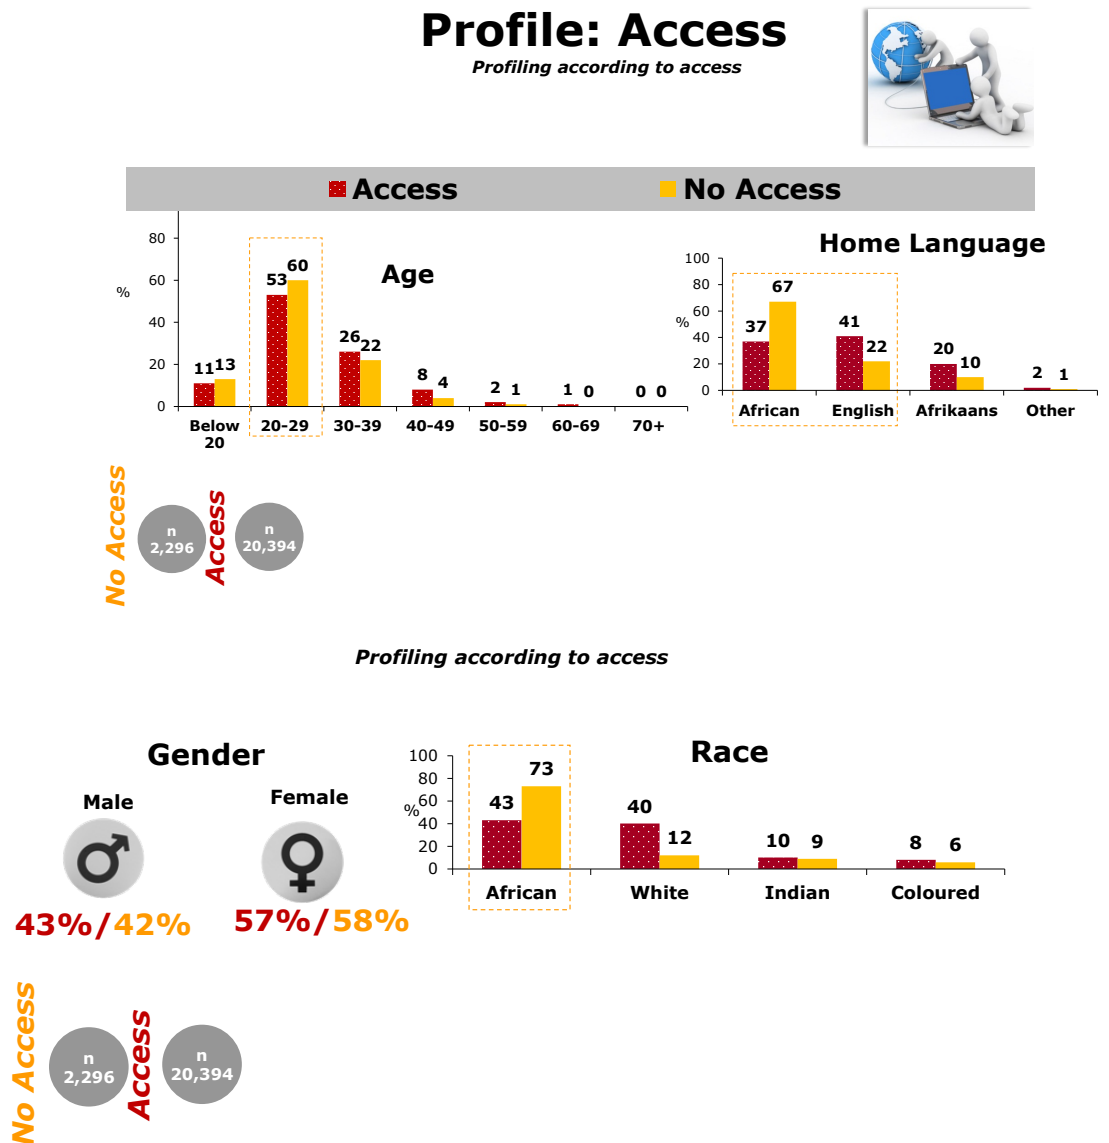 Profile: Access
Profiling according to access
Access No Access
Age
80
60
40
20
0
%
11 13 53 60 26 22 8 4 2 1 1 0 0 0
Below 20 20-29 30-39 40-49 50-59 60-69 70+
Home Language
100
80
60
40
20
0
%
37 67 41 22 20 10 2 1
African English Afrikaans Other
No Access
n
2,296
Access
n
20,394
Profiling according to access
Gender
Male
Female
43%/42%
57%/58%
Race
100
80
60
40
20
0
%
43 73 40 12 10 9 8 6
African White Indian Coloured
No Access
n
2,296
Access
n
20,394